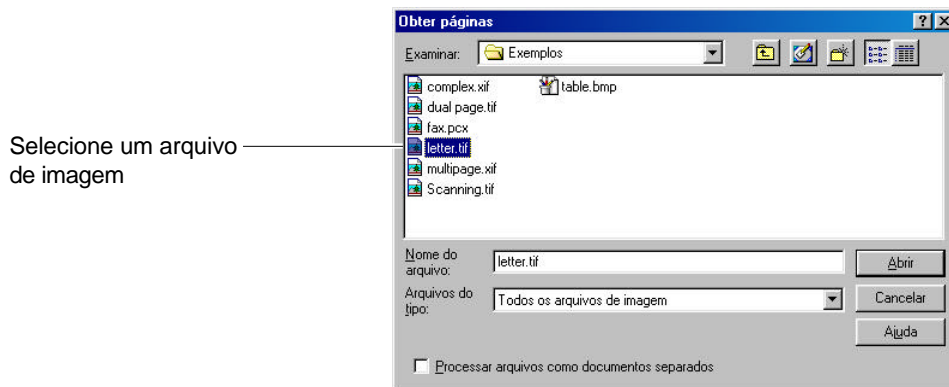 Obter páginas
Examinar: Exemplos
complex.xif
dual page.tif
fax.pcx
letter.tif
multipage.xif
Scanning.tif
table.bmp
Selecione um arquivo
de imagem
Nome do
arquivo:
letter.tif
Abrir
Arquivos do
tipo:
Todos os arquivos de imagem
Cancelar
Ajuda
Processar arquivos como documentos separados